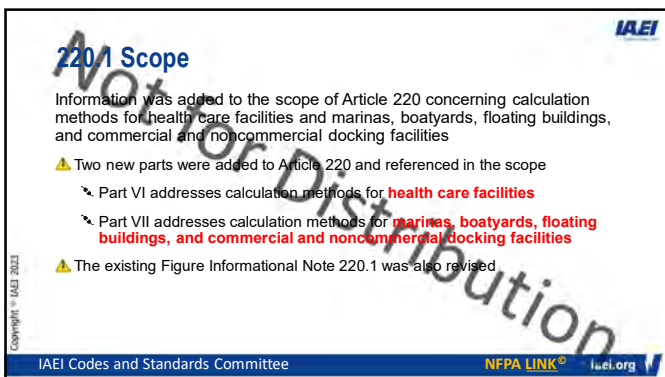 IAEI
220.1 Scope
Information was added to the scope of Article 220 concerning calculation
methods for health care facilities and marinas, boatyards, floating buildings,
and commercial and noncommercial docking facilities
Two new parts were added to Article 220 and referenced in the scope
Part VI addresses calculation methods for health care facilities
Part VII addresses calculation methods for marinas, boatyards, floating
buildings, and commercial and noncommercial docking facilities
The existing Figure Informational Note 220.1 was also revised
Not for Distribution
Copyright © IAEI 2023
IAEI Codes and Standards Committee
NFPA LINK©
iaei.org